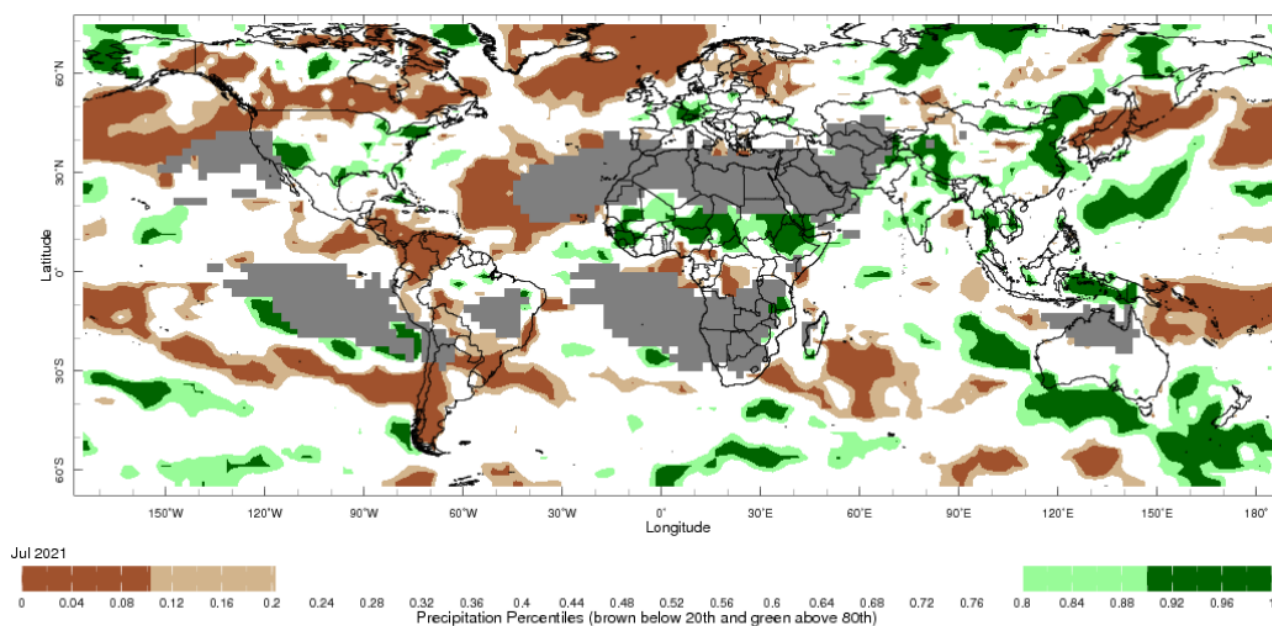 60°N
30°N
0°
30°S
60°S
Latitude
150°W 120°W 90°W 60°W 30°W 0° 30°E 60°E 90°E 120°E 150°E 180°
Longitude
Jul 2021
0 0.04 0.08 0.12 0.16 0.2 0.24 0.28 0.32 0.36 0.4 0.44 0.48 0.52 0.56 0.6 0.64 0.68 0.72 0.76 0.8 0.84 0.88 0.92 0.96 1
Precipitation Percentiles (brown below 20th and green above 80th)